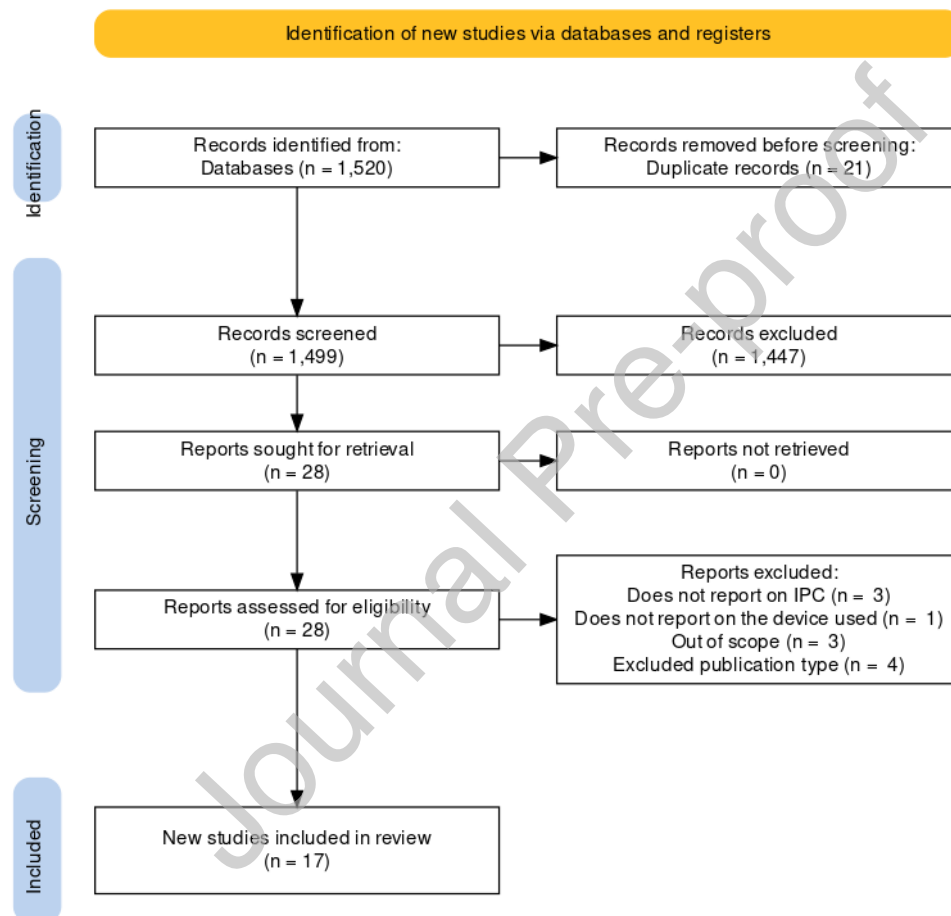 Identification of new studies via databases and registers
Identification
Records identified from:
Databases (n = 1,520)
Records removed before screening:
Duplicate records (n = 21)
Screening
Records screened
(n = 1,499)
Records excluded
(n = 1,447)
Reports sought for retrieval
(n = 28)
Reports not retrieved
(n = 0)
Reports assessed for eligibility
(n = 28)
Reports excluded:
Does not report on IPC (n = 3)
Does not report on the device used (n = 1)
Out of scope (n = 3)
Excluded publication type (n = 4)
Included
New studies included in review
(n = 17)
Journal Pre-proof